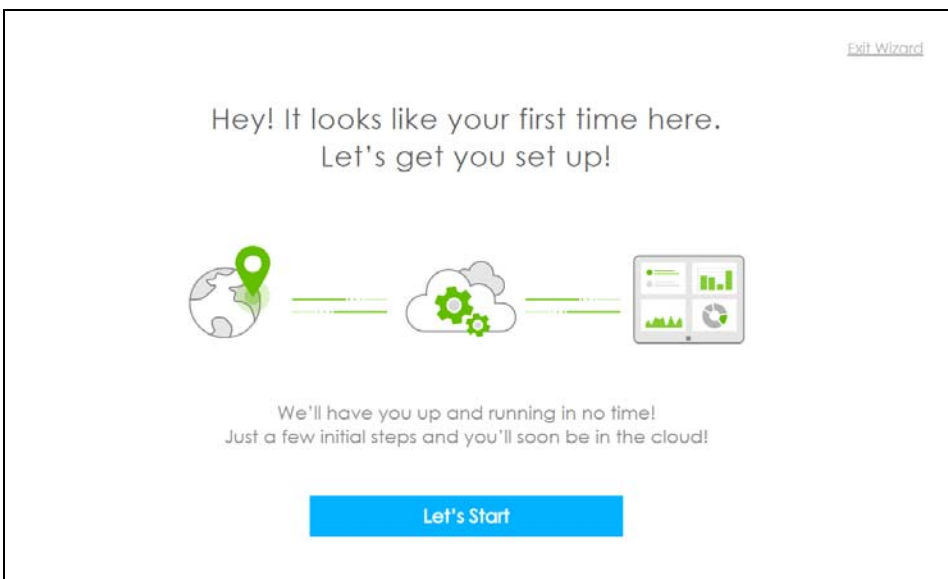 Exit Wizard
Hey! It looks like your first time here.
Let's get you set up!
We'll have you up and running in no time!
Just a few initial steps and you'll soon be in the cloud!
Let's Start